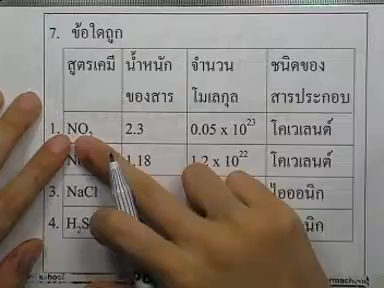 7. ข้อใดถูก
สูตรเคมี น้ำหนัก จำนวน ชนิดของ
ของสาร โมเลกุล สารประกอบ
1. NO₂ 2.3 0.05 x 10²³ โคเวเลนต์
1.18 1.2 x 10²² โคเวเลนต์
3. NaCl ไอออนิก
4. H₂S
school